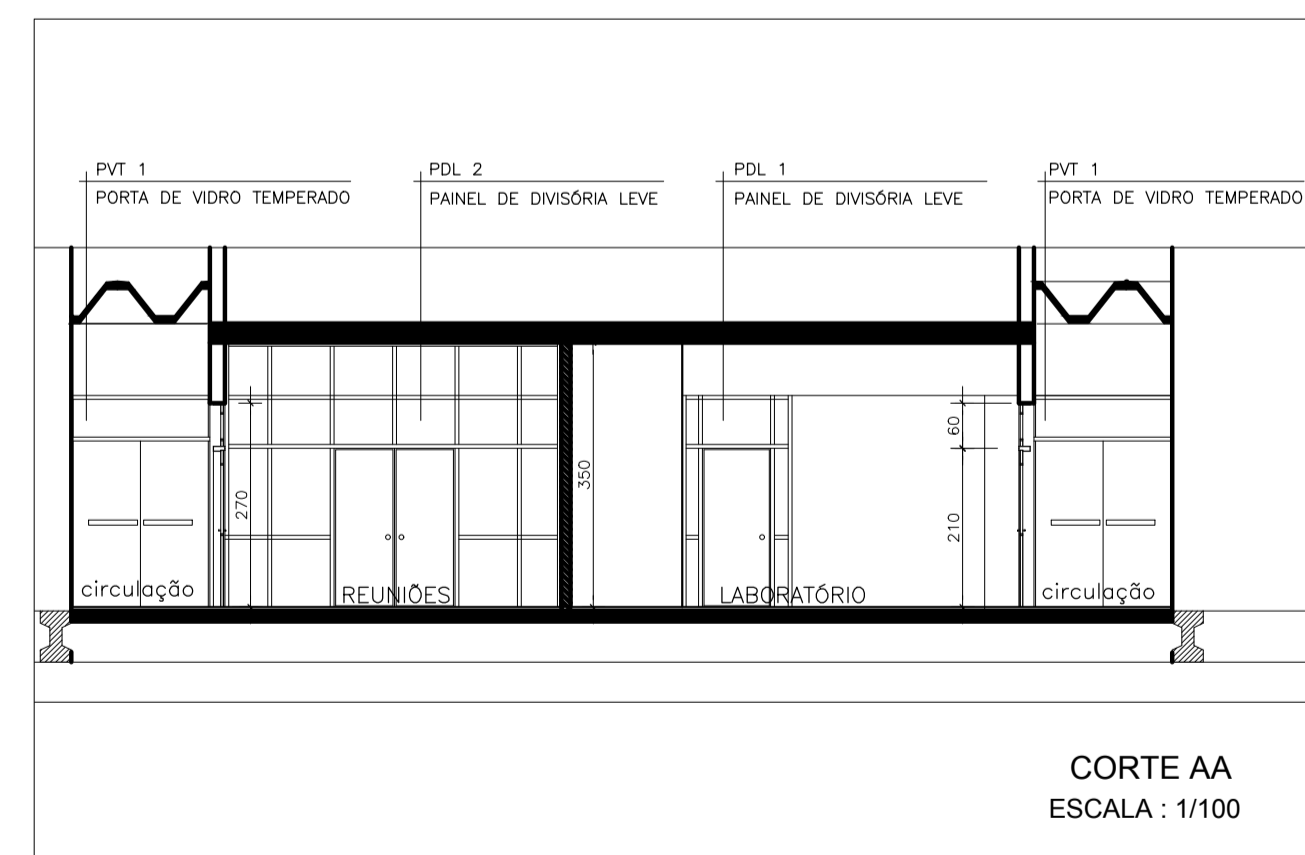 PVT 1
PORTA DE VIDRO TEMPERADO
PDL 2
PAINEL DE DIVISÓRIA LEVE
PDL 1
PAINEL DE DIVISÓRIA LEVE
PVT 1
PORTA DE VIDRO TEMPERADO
270
350
60
210
circulação
REUNIÕES
LABORATÓRIO
circulação
CORTE AA
ESCALA : 1/100